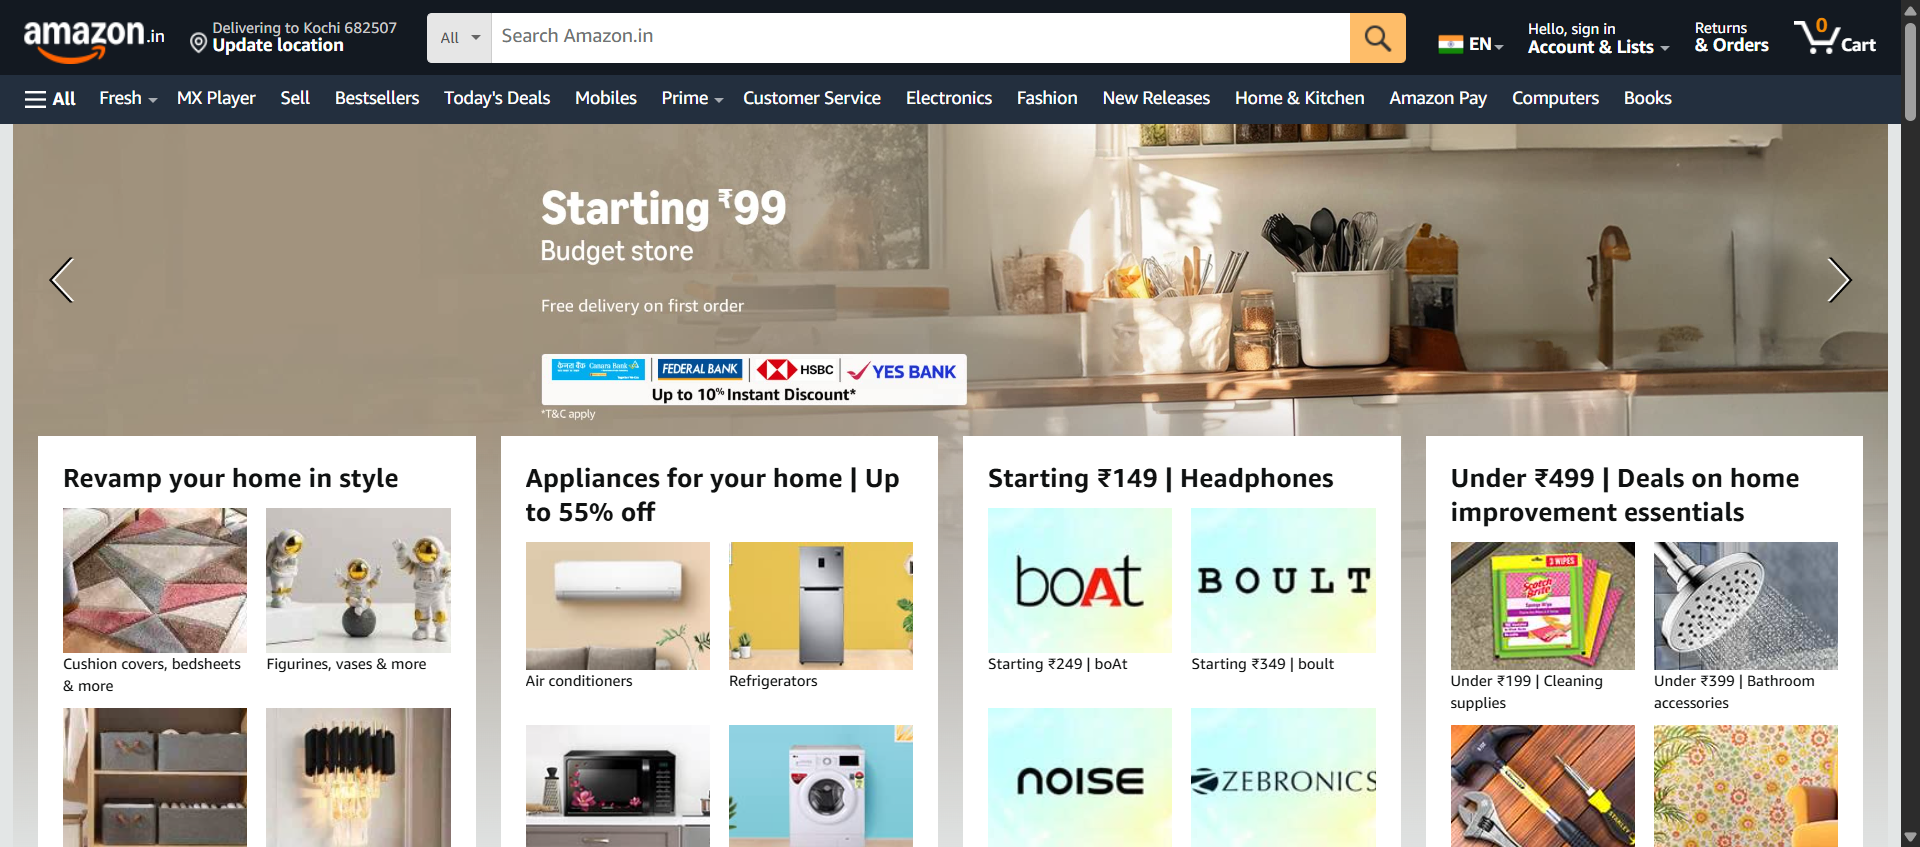 amazon.in
Delivering to Kochi 682507
Update location
All
Search Amazon.in
EN
Hello, sign in
Account & Lists
Returns
& Orders
0
Cart
All
Fresh
MX Player
Sell
Bestsellers
Today's Deals
Mobiles
Prime
Customer Service
Electronics
Fashion
New Releases
Home & Kitchen
Amazon Pay
Computers
Books
Starting ₹99
Budget store
Free delivery on first order
केनरा बैंक Canara Bank
FEDERAL BANK
HSBC
YES BANK
Up to 10% Instant Discount*
*T&C apply
Revamp your home in style
Cushion covers, bedsheets
& more
Figurines, vases & more
Appliances for your home | Up
to 55% off
Air conditioners
Refrigerators
Starting ₹149 | Headphones
boAt
BOULT
Starting ₹249 | boAt
Starting ₹349 | boult
noise
ZEBRONICS
Under ₹499 | Deals on home
improvement essentials
3 WIPES
Scotch
Brite
Under ₹199 | Cleaning
supplies
Under ₹399 | Bathroom
accessories
STANLEY